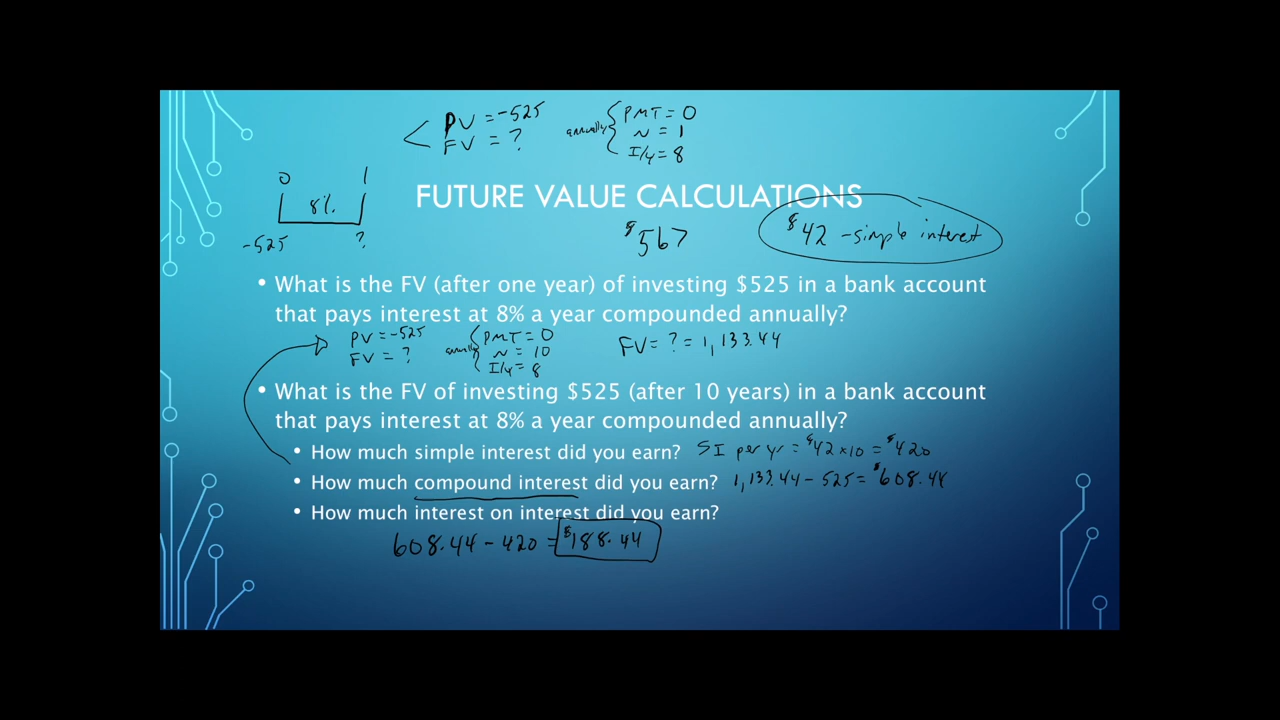 PV = -525
FV = ?
annually { PMT = 0
N = 1
I/Y = 8
0 1
8%
-525 ?
FUTURE VALUE CALCULATIONS
$567
$42 - simple interest
• What is the FV (after one year) of investing $525 in a bank account
that pays interest at 8% a year compounded annually?
PV = -525
FV = ?
annually { PMT = 0
N = 10
I/Y = 8
FV = ? = 1,133.44
• What is the FV of investing $525 (after 10 years) in a bank account
that pays interest at 8% a year compounded annually?
• How much simple interest did you earn? SI per yr = $42 x 10 = $420
• How much compound interest did you earn? 1,133.44 - 525 = $608.44
• How much interest on interest did you earn?
608.44 - 420 = $188.44